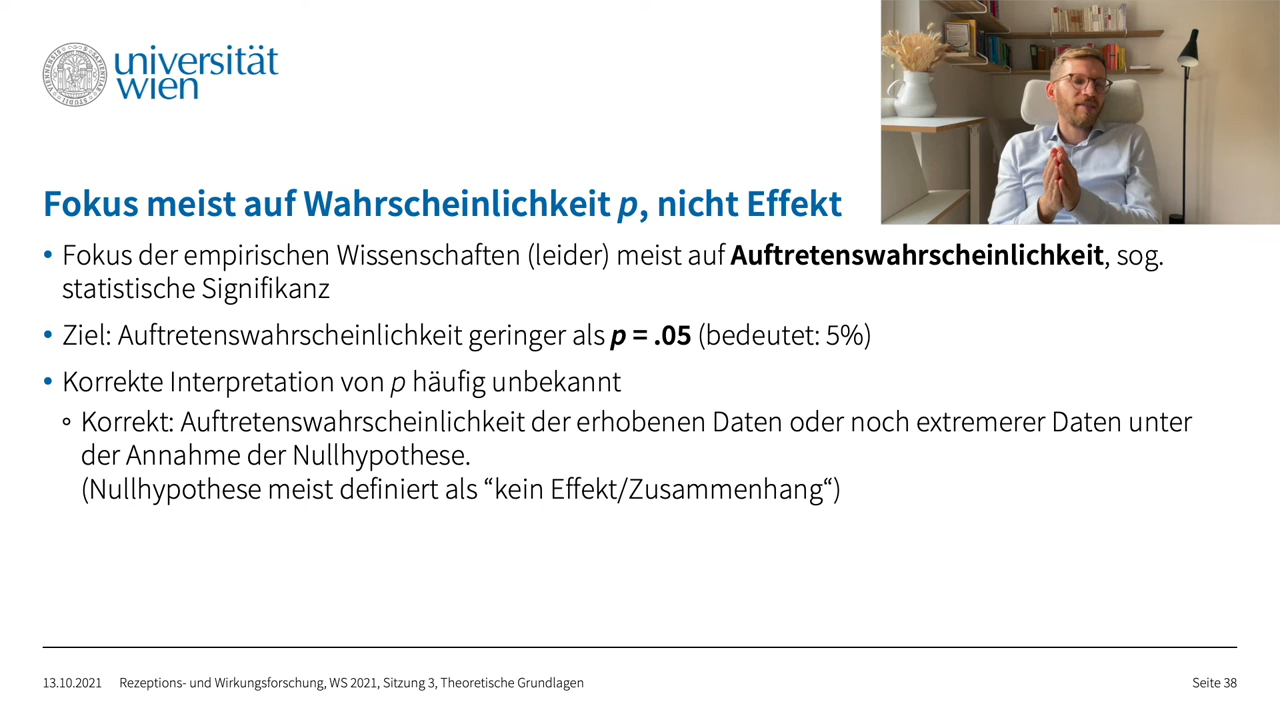 universität
wien
Fokus meist auf Wahrscheinlichkeit p, nicht Effekt
• Fokus der empirischen Wissenschaften (leider) meist auf Auftretenswahrscheinlichkeit, sog.
statistische Signifikanz
• Ziel: Auftretenswahrscheinlichkeit geringer als p = .05 (bedeutet: 5%)
• Korrekte Interpretation von p häufig unbekannt
∘ Korrekt: Auftretenswahrscheinlichkeit der erhobenen Daten oder noch extremerer Daten unter
der Annahme der Nullhypothese.
(Nullhypothese meist definiert als “kein Effekt/Zusammenhang“)
13.10.2021 Rezeptions- und Wirkungsforschung, WS 2021, Sitzung 3, Theoretische Grundlagen Seite 38